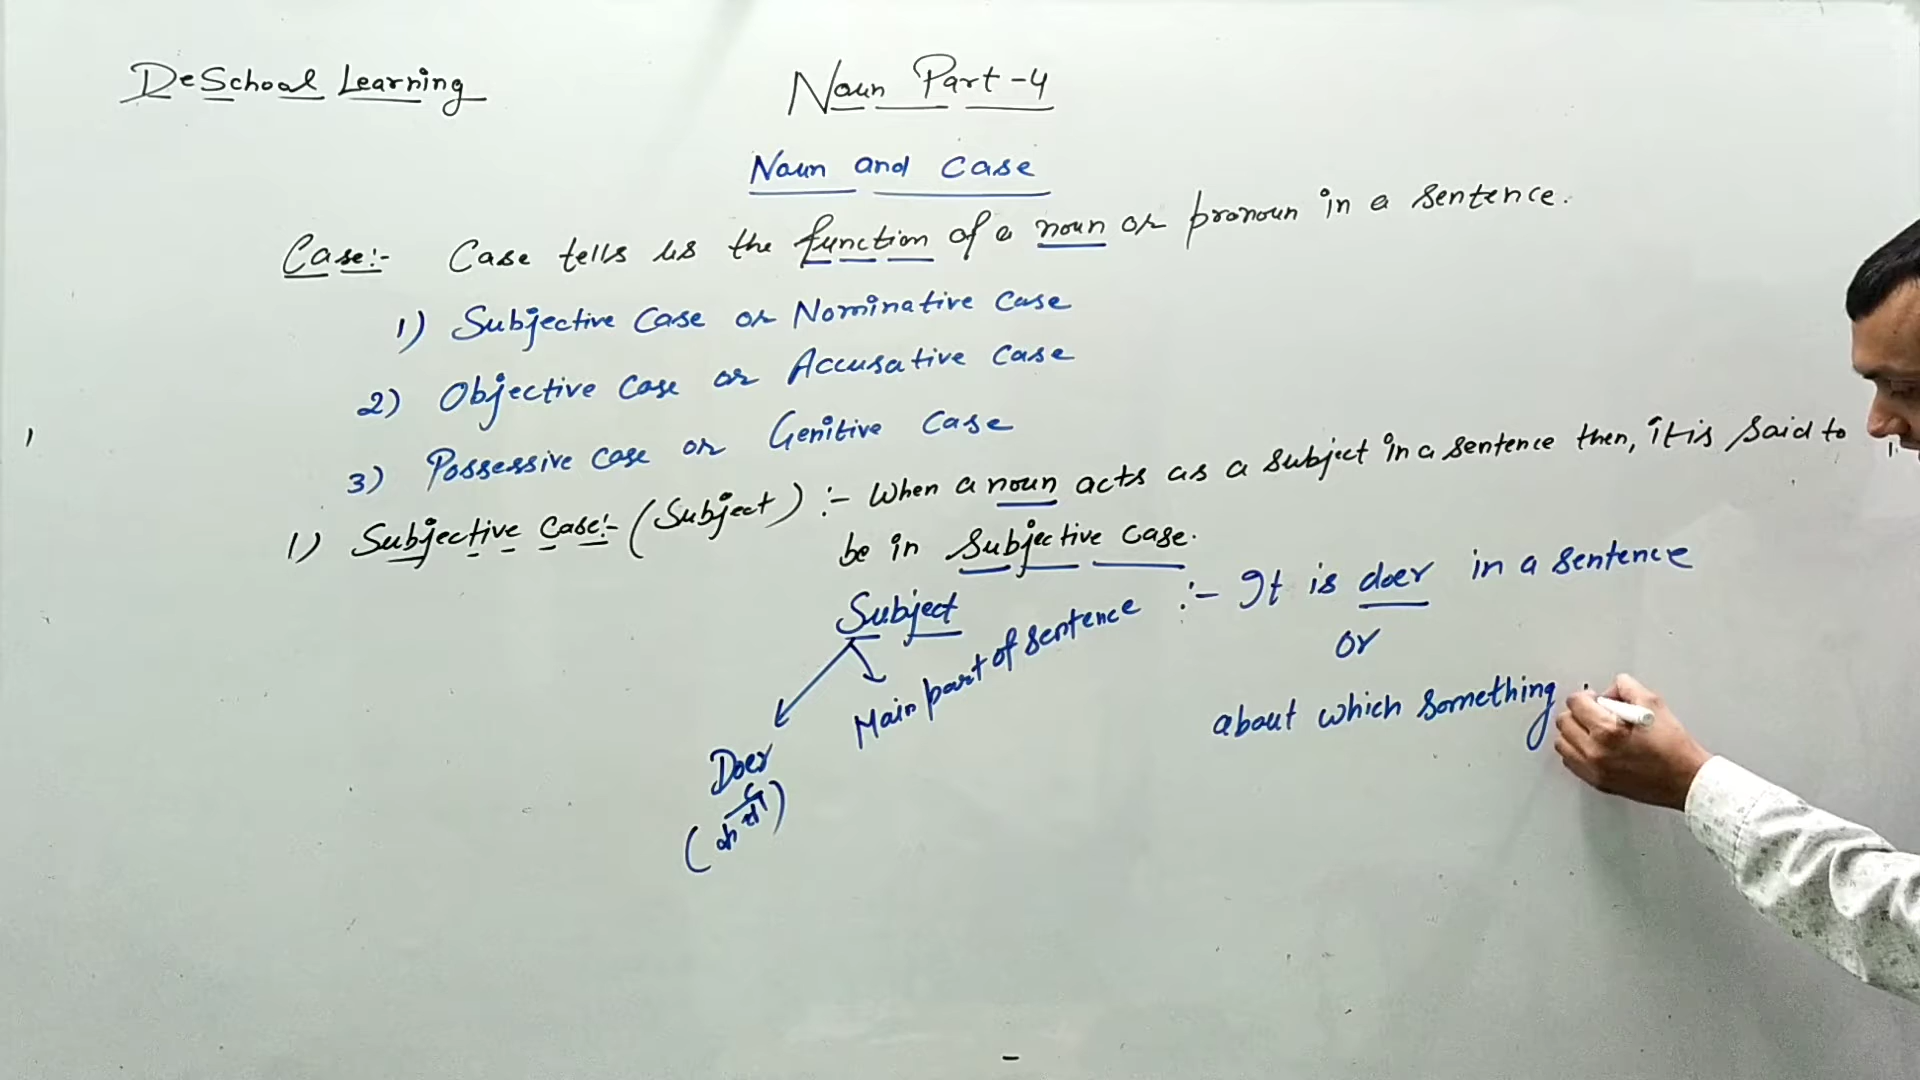 DeSchool Learning
Noun Part-4
Noun and Case
Case:- Case tells us the function of a noun or pronoun in a sentence.
1) Subjective Case or Nominative Case
2) Objective Case or Accusative Case
3) Possessive Case or Genitive Case
1) Subjective Case:- (Subject) :- When a noun acts as a subject in a sentence then, it is said to
be in Subjective Case.
Subject
Main part of sentence :- It is doer in a sentence
or
about which something
Doer
(कर्ता)